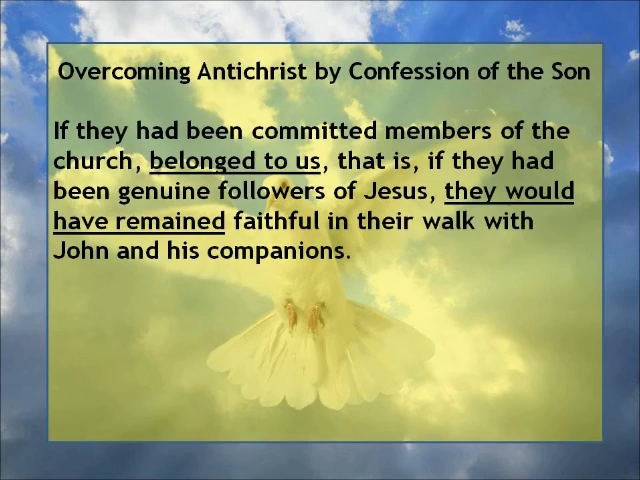 Overcoming Antichrist by Confession of the Son
If they had been committed members of the
church, belonged to us, that is, if they had
been genuine followers of Jesus, they would
have remained faithful in their walk with
John and his companions.